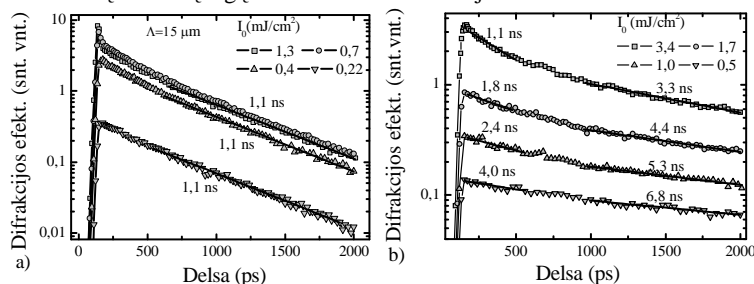 I₀(mJ/cm²)
Λ=15 μm
1,3 0,7
0,4 0,22
1,1 ns
1,1 ns
1,1 ns
Difrakcijos efekt. (snt. vnt.)
10
1
0,1
0,01
0 500 1000 1500 2000
Delsa (ps)
a)
I₀ (mJ/cm²)
3,4 1,7
1,0 0,5
1,1 ns
3,3 ns
1,8 ns
4,4 ns
2,4 ns
5,3 ns
4,0 ns
6,8 ns
Difrakcijos efekt. (snt. vnt.)
1
0,1
500 1000 1500 2000
Delsa (ps)
b)